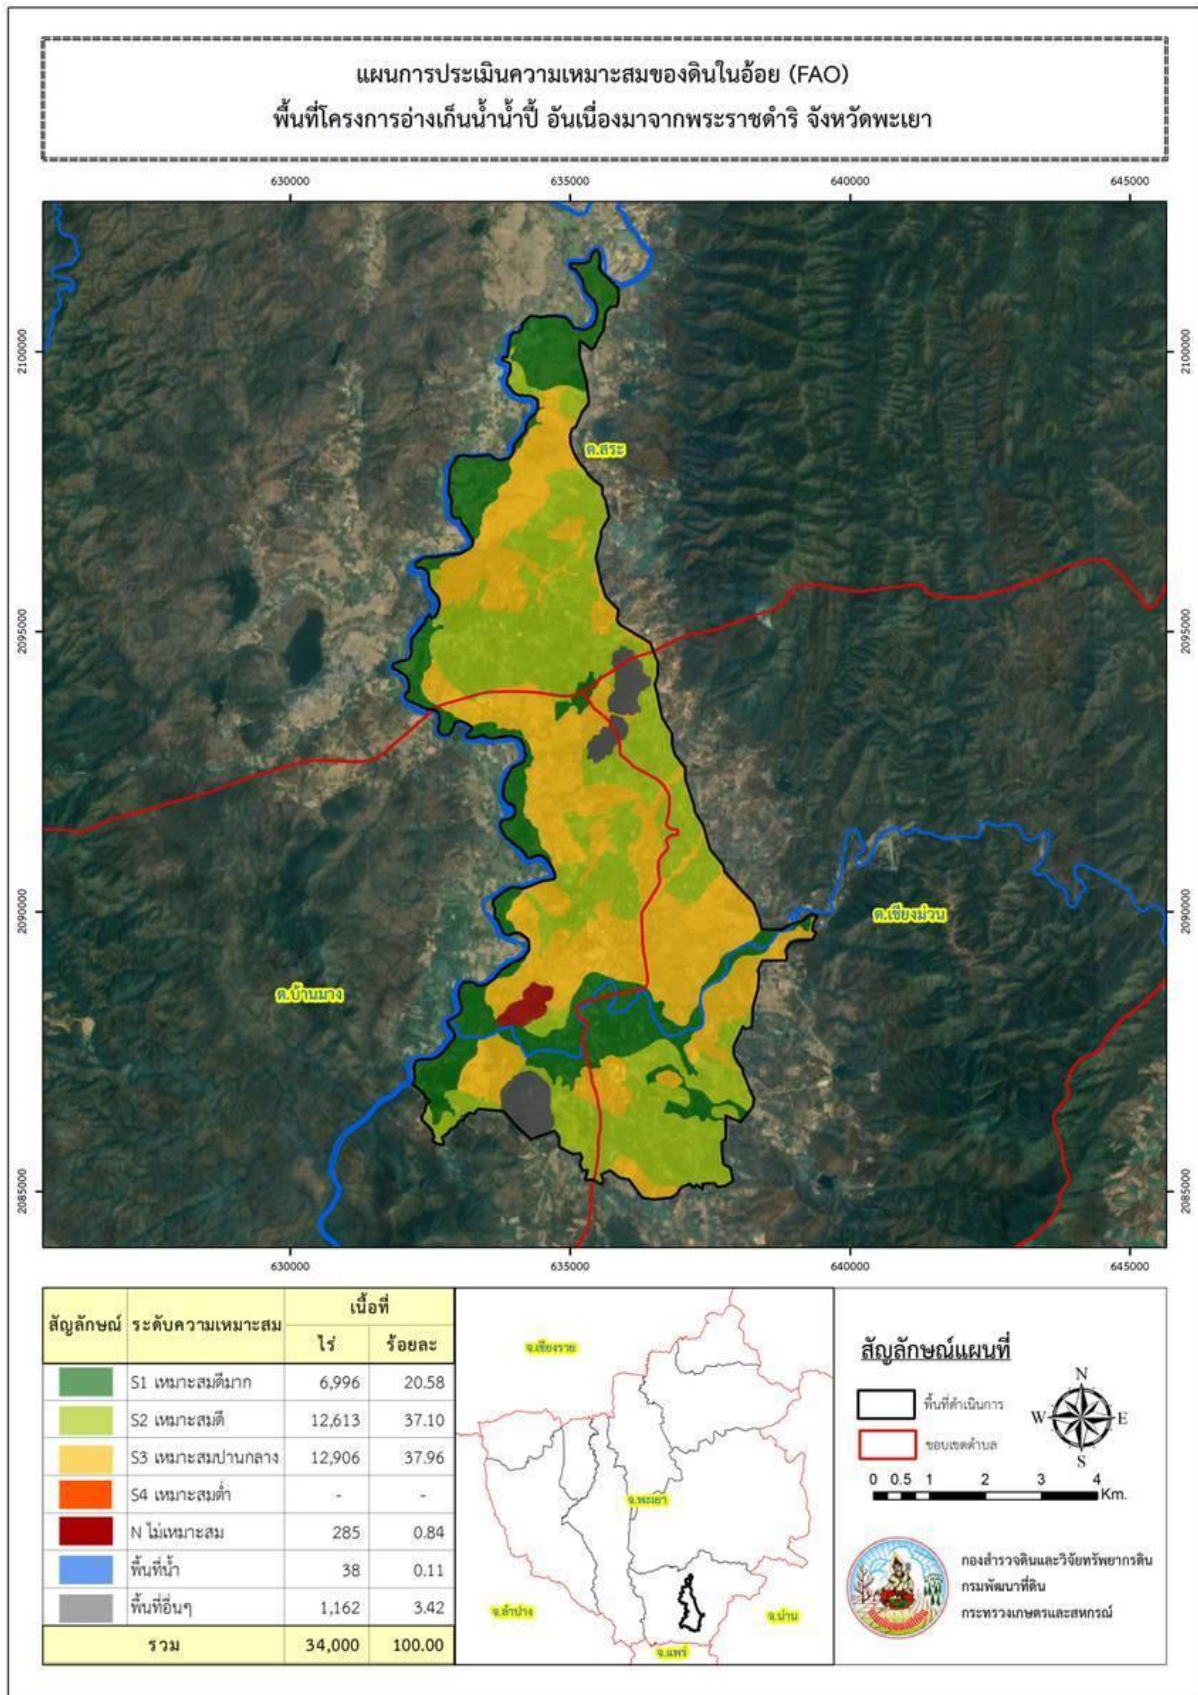 แผนการประเมินความเหมาะสมของดินในอ้อย (FAO)
พื้นที่โครงการอ่างเก็บน้ำน้ำปี้ อันเนื่องมาจากพระราชดำริ จังหวัดพะเยา
630000 635000 640000 645000
2100000 2100000
ต.สระ
2095000 2095000
2090000 2090000
ต.เชียงม่วน
ต.บ้านมาง
2085000 2085000
630000 635000 640000 645000
สัญลักษณ์ ระดับความเหมาะสม เนื้อที่
ไร่ ร้อยละ
S1 เหมาะสมดีมาก 6,996 20.58
S2 เหมาะสมดี 12,613 37.10
S3 เหมาะสมปานกลาง 12,906 37.96
S4 เหมาะสมต่ำ - -
N ไม่เหมาะสม 285 0.84
พื้นที่น้ำ 38 0.11
พื้นที่อื่นๆ 1,162 3.42
รวม 34,000 100.00
จ.เชียงราย
จ.พะเยา
จ.ลำปาง
จ.น่าน
จ.แพร่
สัญลักษณ์แผนที่
พื้นที่ดำเนินการ
ขอบเขตตำบล
N
W E
S
0 0.5 1 2 3 4
Km.
กองสำรวจดินและวิจัยทรัพยากรดิน
กรมพัฒนาที่ดิน
กระทรวงเกษตรและสหกรณ์